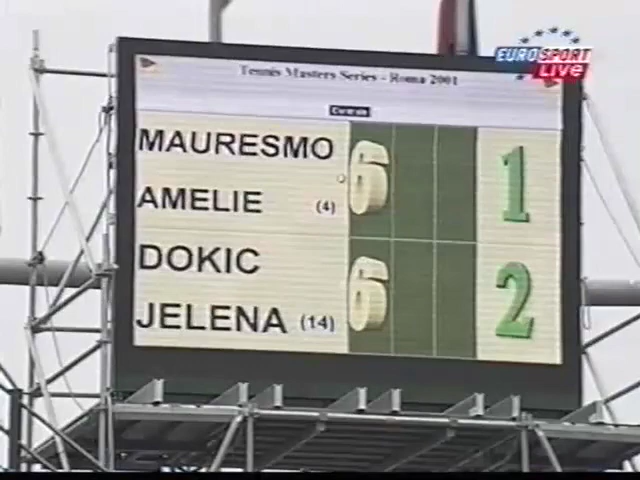 EUROSPORT
Live
Tennis Masters Series - Roma 2001
Centrale
MAURESMO 6 1
AMELIE (4)
DOKIC 6 2
JELENA (14)